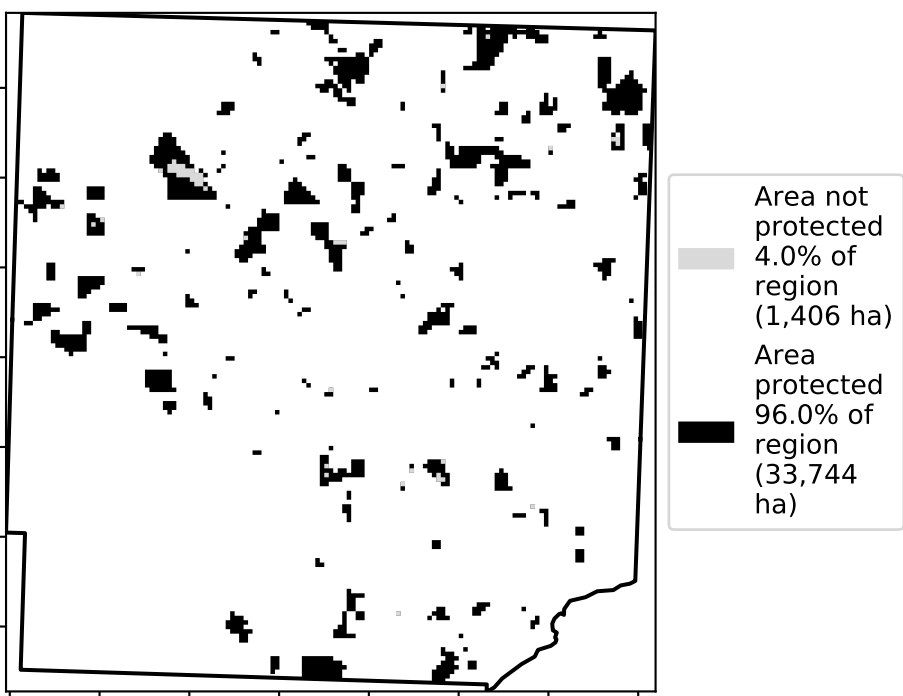 Area not
protected
4.0% of
region
(1,406 ha)
Area
protected
96.0% of
region
(33,744
ha)